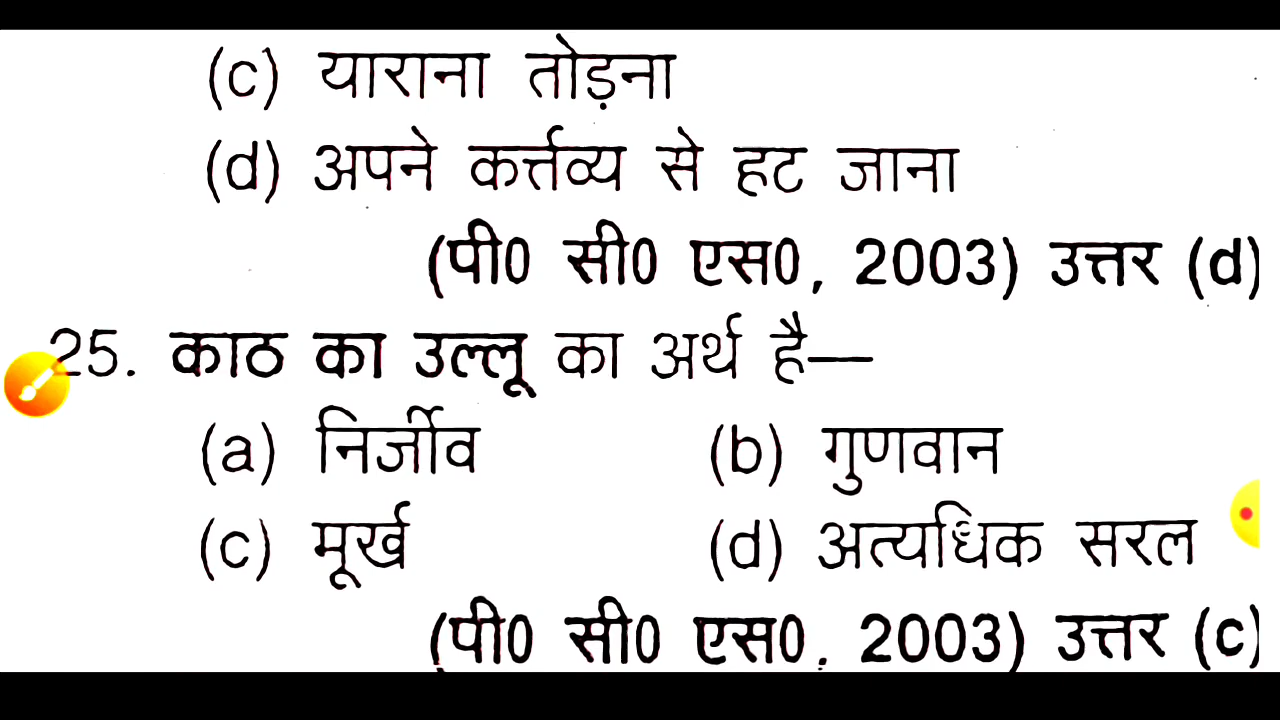 (c) याराना तोड़ना
(d) अपने कर्त्तव्य से हट जाना
(पी0 सी0 एस0, 2003) उत्तर (d)
25. काठ का उल्लू का अर्थ है—
(a) निर्जीव (b) गुणवान
(c) मूर्ख (d) अत्यधिक सरल
(पी0 सी0 एस0, 2003) उत्तर (c)